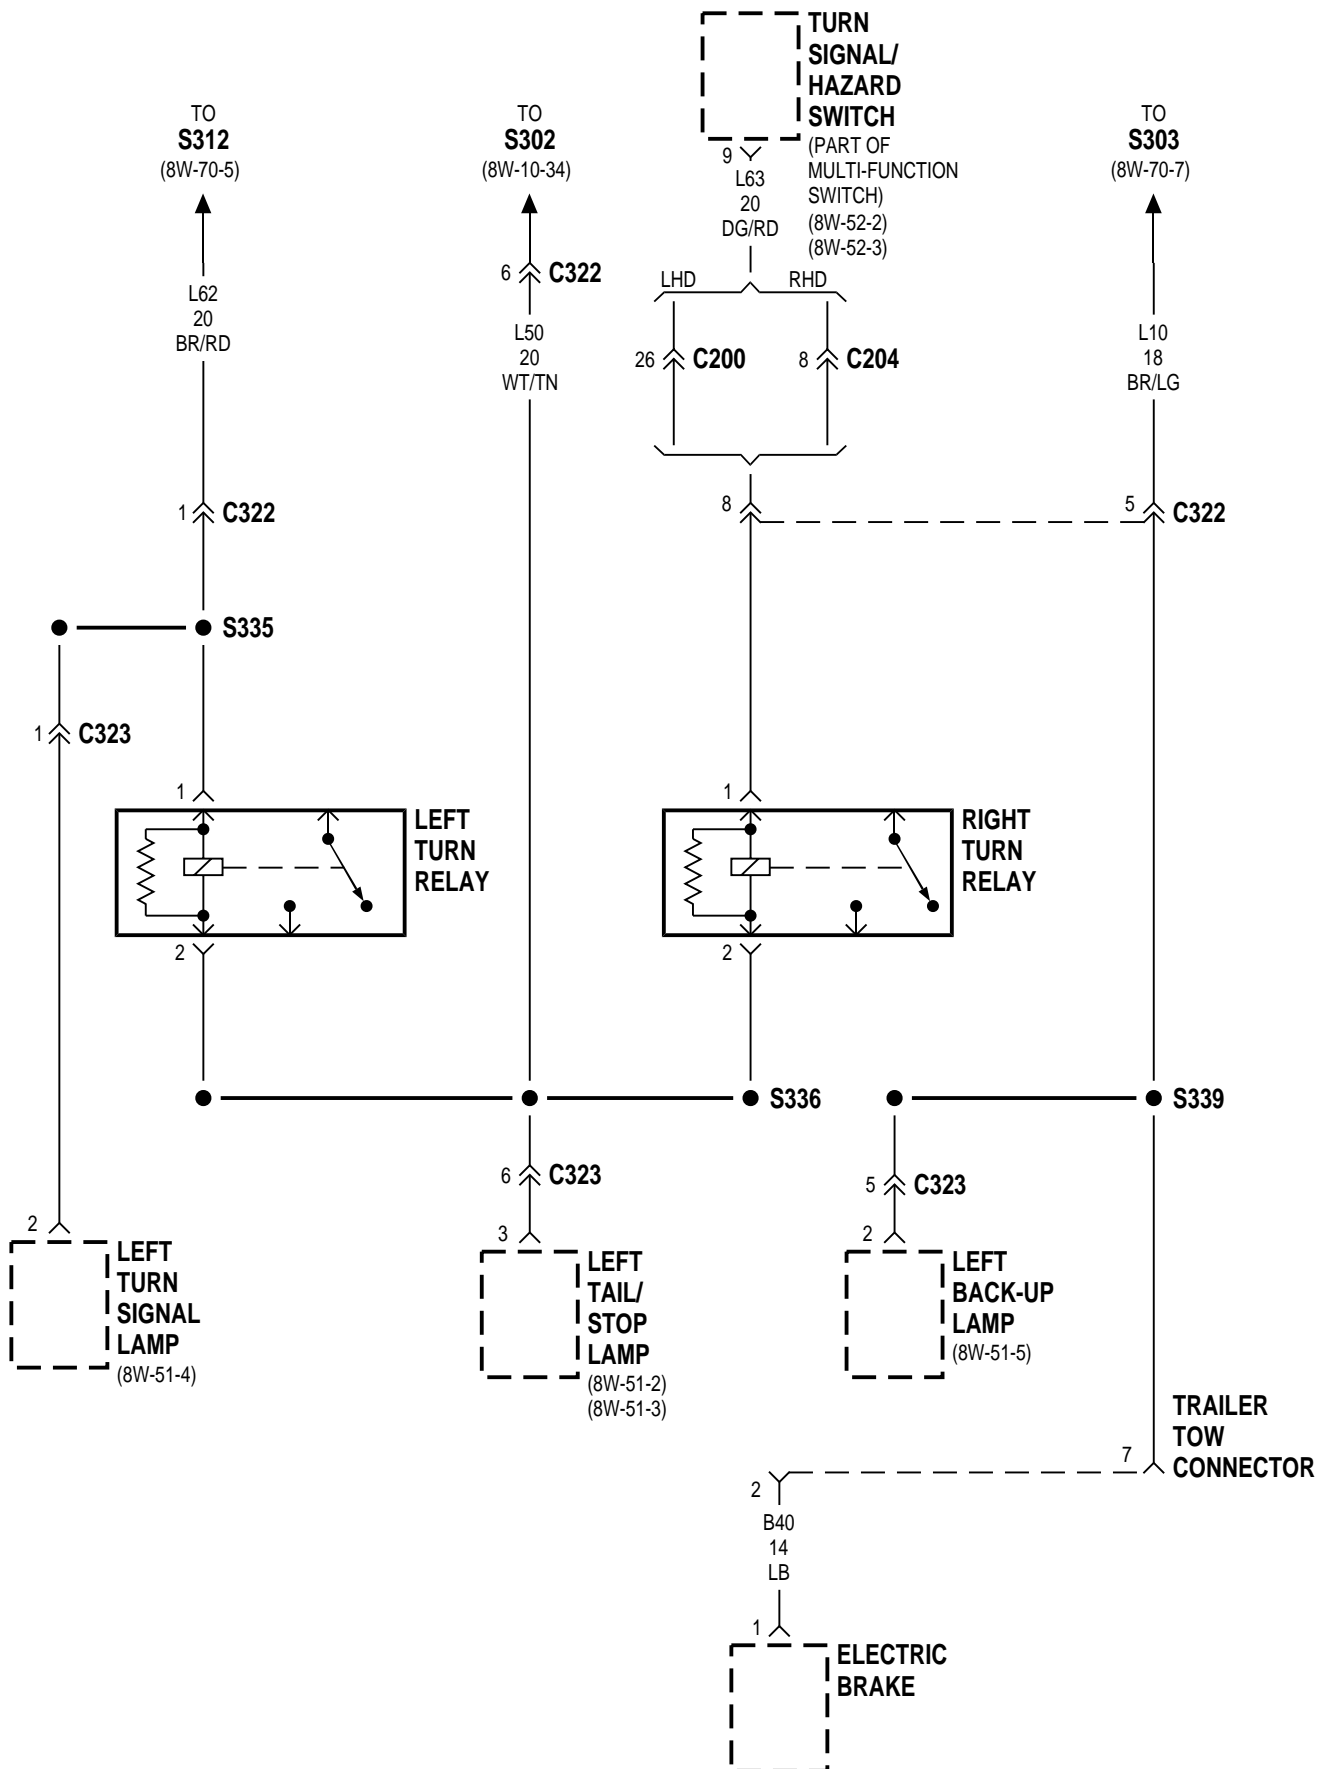 TURN
SIGNAL/
HAZARD
SWITCH
(PART OF
MULTI-FUNCTION
SWITCH)
(8W-52-2)
(8W-52-3)
TO
S312
(8W-70-5)
TO
S302
(8W-10-34)
TO
S303
(8W-70-7)
9
L63
20
DG/RD
6 C322
LHD
RHD
L62
20
BR/RD
L50
20
WT/TN
26 C200
8 C204
L10
18
BR/LG
1 C322
8
5 C322
S335
1 C323
1
LEFT
TURN
RELAY
2
1
RIGHT
TURN
RELAY
2
S336
S339
6 C323
5 C323
2
LEFT
TURN
SIGNAL
LAMP
(8W-51-4)
3
LEFT
TAIL/
STOP
LAMP
(8W-51-2)
(8W-51-3)
2
LEFT
BACK-UP
LAMP
(8W-51-5)
7
TRAILER
TOW
CONNECTOR
2
B40
14
LB
1
ELECTRIC
BRAKE